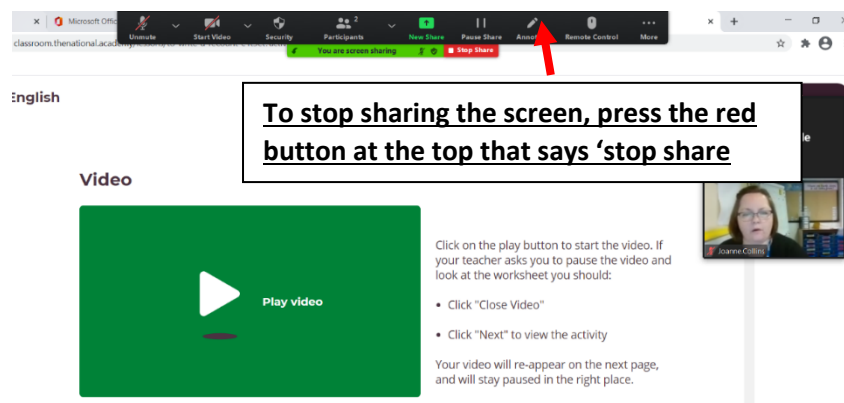 Microsoft Offic
2
Unmute Start Video Security Participants New Share Pause Share Remote Control More
classroom.thenational.academy
You are screen sharing Stop Share
English
To stop sharing the screen, press the red
button at the top that says ‘stop share
Video
Joanne Collins
Click on the play button to start the video. If
your teacher asks you to pause the video and
look at the worksheet you should:
• Click "Close Video"
Play video
• Click "Next" to view the activity
Your video will re-appear on the next page,
and will stay paused in the right place.